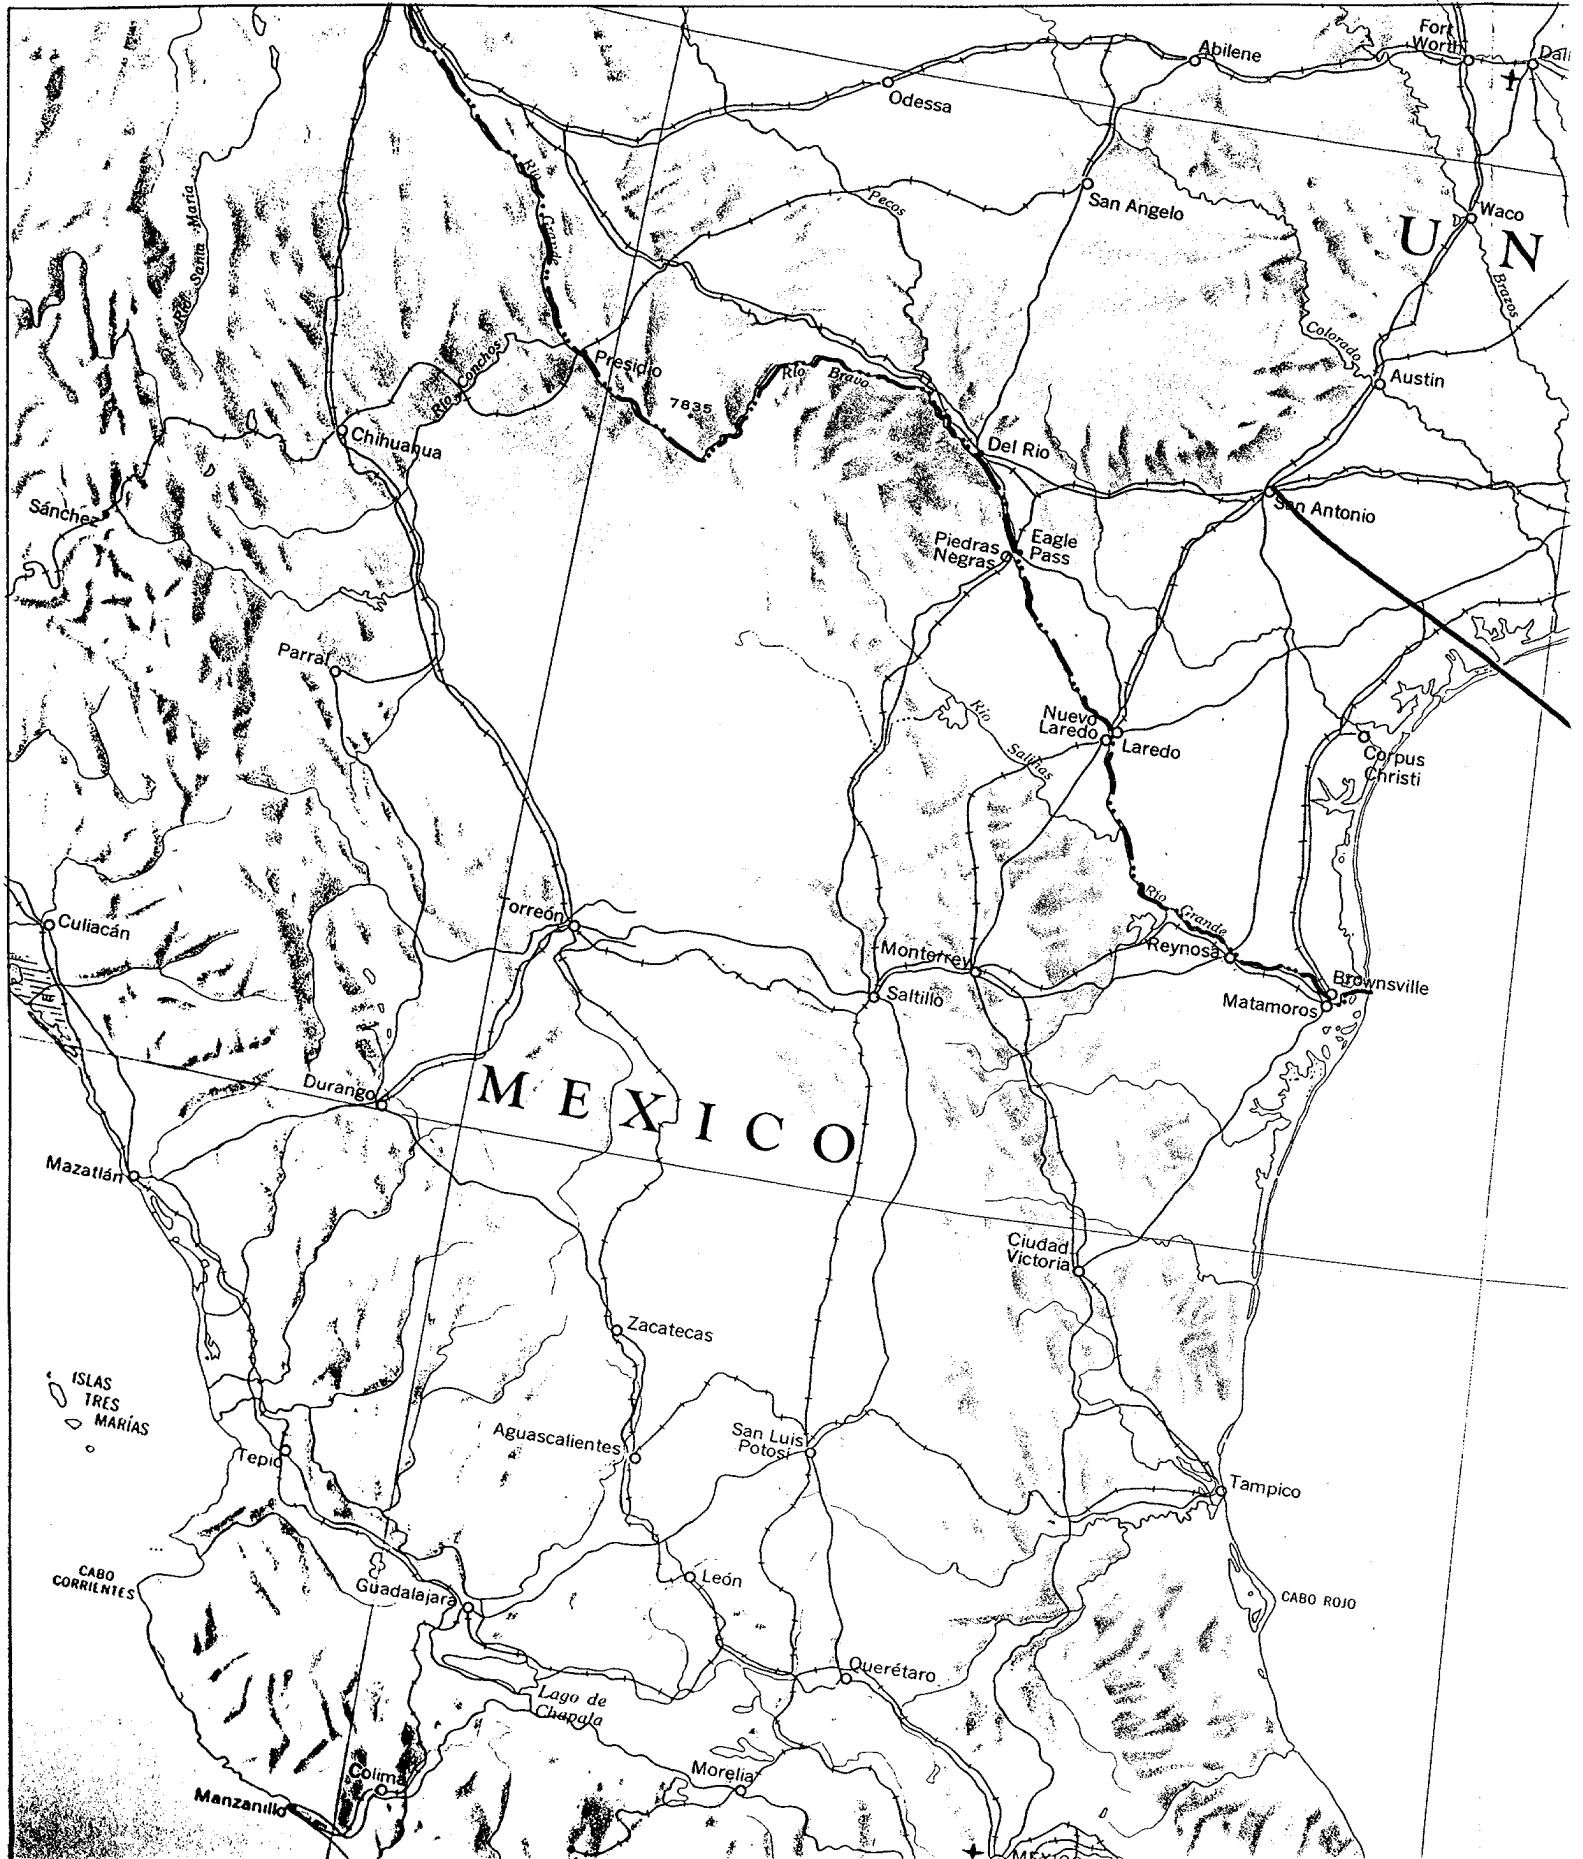 Fort
Worth
Abilene
Odessa
Río Santa María
Río
Grande
Pecos
San Angelo
Waco
U N
Brazos
Colorado
Presidio
7835
Río Conchos
Río Bravo
Austin
Chihuahua
Del Rio
Sánchez
San Antonio
Eagle
Pass
Piedras
Negras
Parral
Río
Salinas
Nuevo
Laredo
Laredo
Corpus
Christi
Culiacán
Torreón
Río Grande
Monterrey
Reynosa
Saltillo
Brownsville
Matamoros
Durango
MEXICO
Mazatlán
Ciudad
Victoria
Zacatecas
ISLAS
TRES
MARÍAS
Aguascalientes
San Luis
Potosí
Tepic
Tampico
CABO
CORRIENTES
Guadalajara
León
CABO ROJO
Querétaro
Lago de
Chapala
Morelia
Colima
Manzanillo